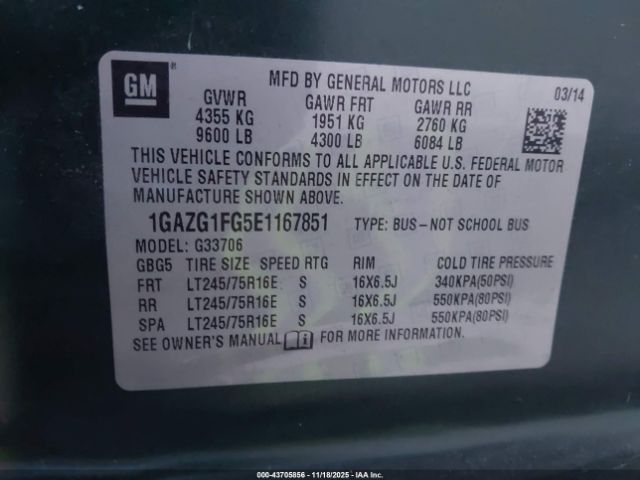 GM ®
MFD BY GENERAL MOTORS LLC
03/14
GVWR GAWR FRT GAWR RR
4355 KG 1951 KG 2760 KG
9600 LB 4300 LB 6084 LB
THIS VEHICLE CONFORMS TO ALL APPLICABLE U.S. FEDERAL MOTOR
VEHICLE SAFETY STANDARDS IN EFFECT ON THE DATE OF
MANUFACTURE SHOWN ABOVE.
1GAZG1FG5E1167851 TYPE: BUS–NOT SCHOOL BUS
MODEL: G33706
GBG5 TIRE SIZE SPEED RTG RIM COLD TIRE PRESSURE
FRT LT245/75R16E S 16X6.5J 340KPA(50PSI)
RR LT245/75R16E S 16X6.5J 550KPA(80PSI)
SPA LT245/75R16E S 16X6.5J 550KPA(80PSI)
SEE OWNER'S MANUAL FOR MORE INFORMATION.
000-43705856 - 11/18/2025 - IAA Inc.